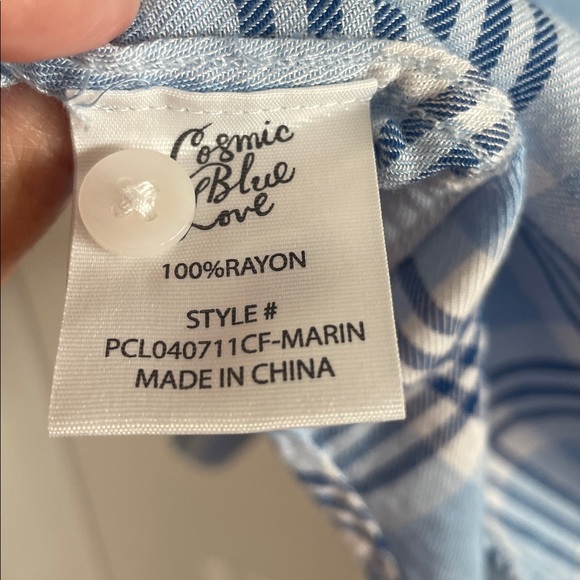 Cosmic
Blue
Love
100%RAYON
STYLE #
PCL040711CF-MARIN
MADE IN CHINA